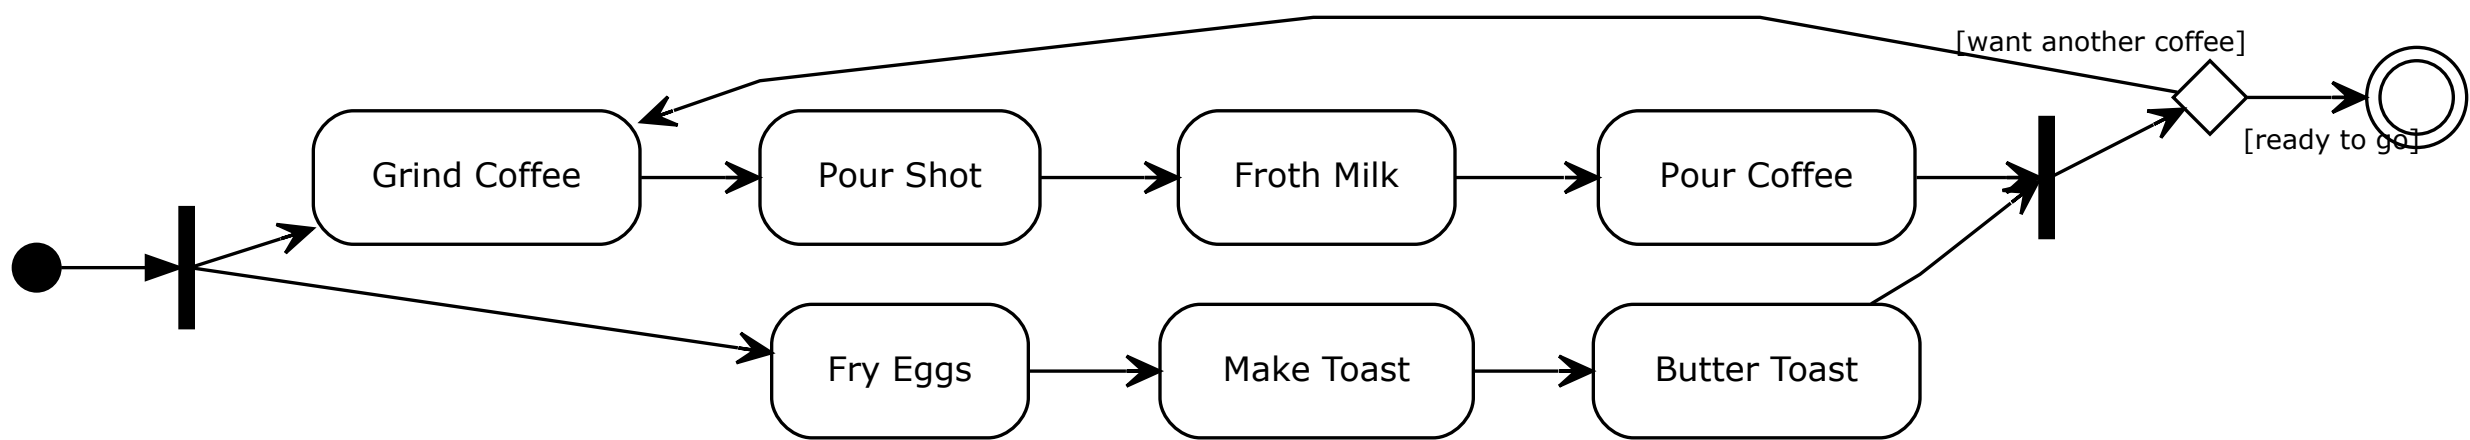 [want another coffee]
[ready to go]
Grind Coffee
Pour Shot
Froth Milk
Pour Coffee
Fry Eggs
Make Toast
Butter Toast